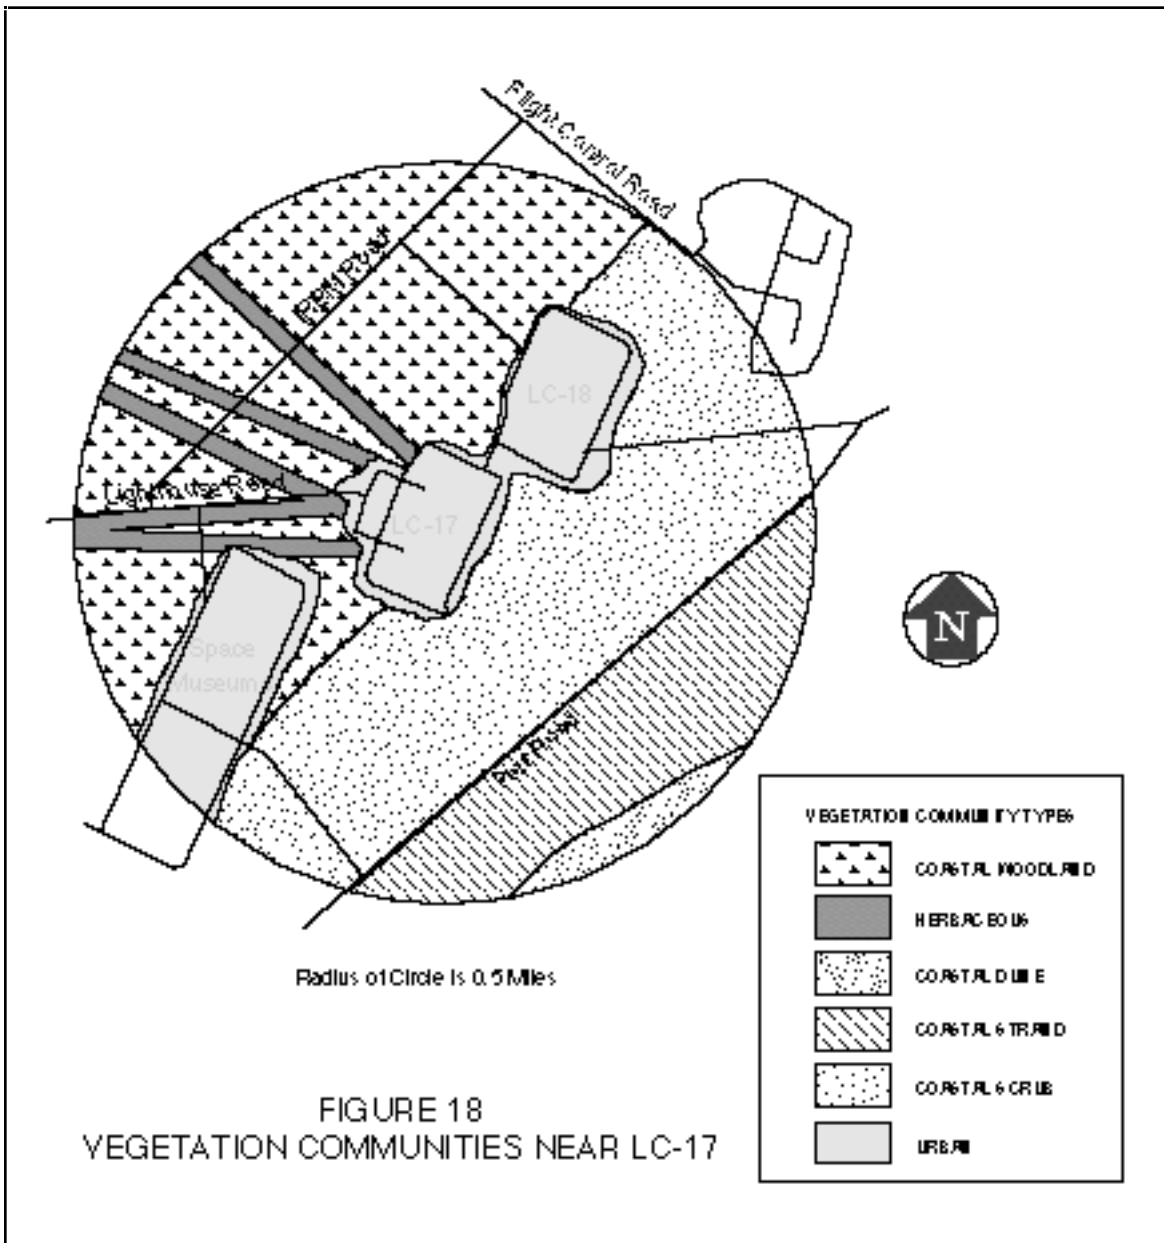 Flight Control Road
RPM Road
LC-18
Lighthouse Road
LC-17
Space
Museum
N
Pier Road
VEGETATION COMMUNITY TYPES
COASTAL WOODLAND
HERBACEOUS
COASTAL DUNE
COASTAL STRAND
COASTAL SCRUB
URBAN
Radius of Circle is 0.5 Miles
FIGURE 18
VEGETATION COMMUNITIES NEAR LC-17